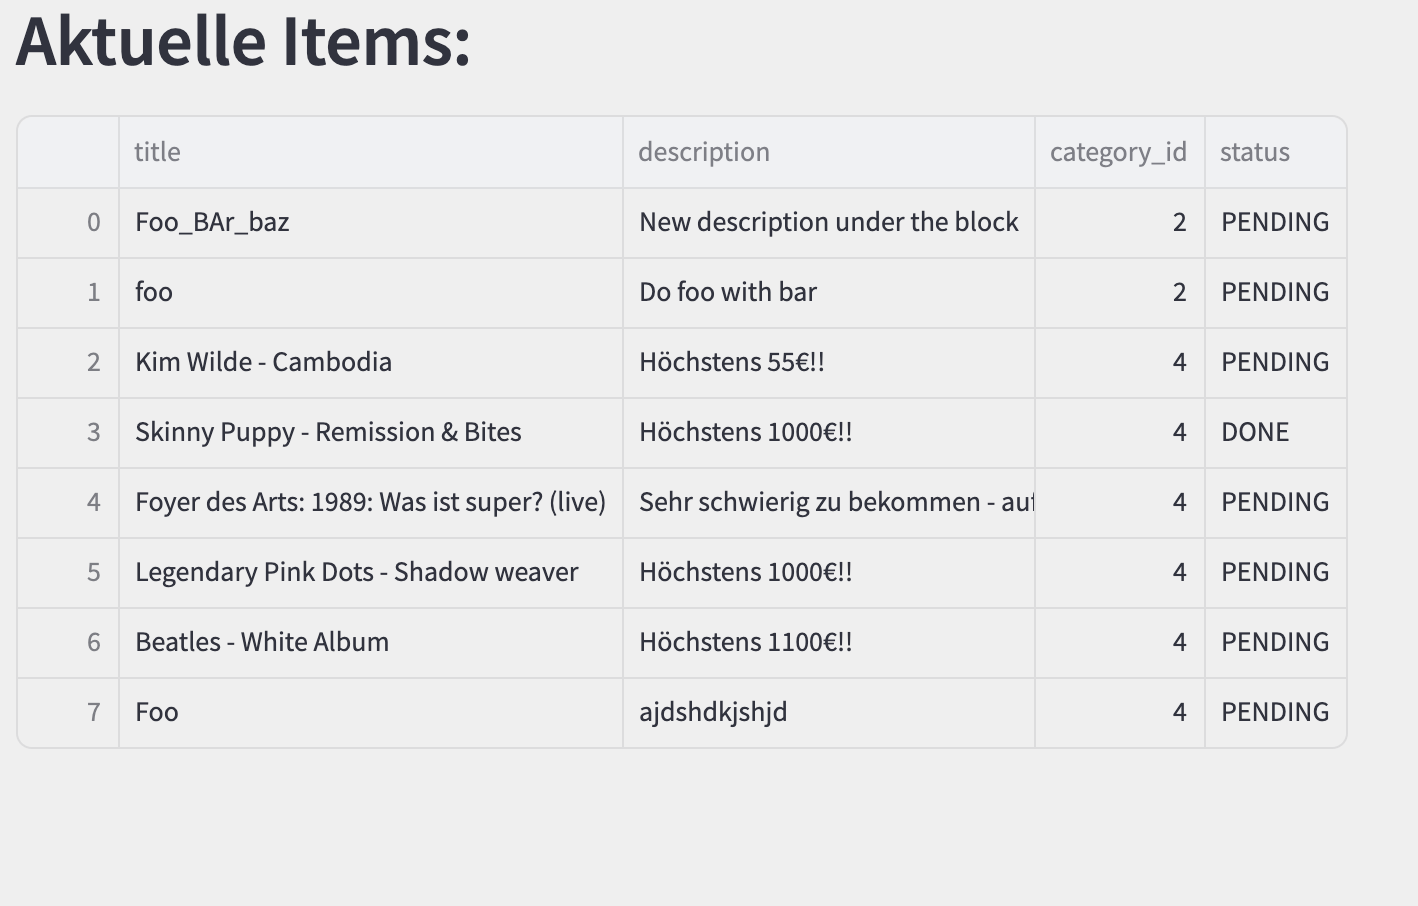 Aktuelle Items:
title description category_id status
0 Foo_BAr_baz New description under the block 2 PENDING
1 foo Do foo with bar 2 PENDING
2 Kim Wilde - Cambodia Höchstens 55€!! 4 PENDING
3 Skinny Puppy - Remission & Bites Höchstens 1000€!! 4 DONE
4 Foyer des Arts: 1989: Was ist super? (live) Sehr schwierig zu bekommen - auf 4 PENDING
5 Legendary Pink Dots - Shadow weaver Höchstens 1000€!! 4 PENDING
6 Beatles - White Album Höchstens 1100€!! 4 PENDING
7 Foo ajdshdkjshjd 4 PENDING